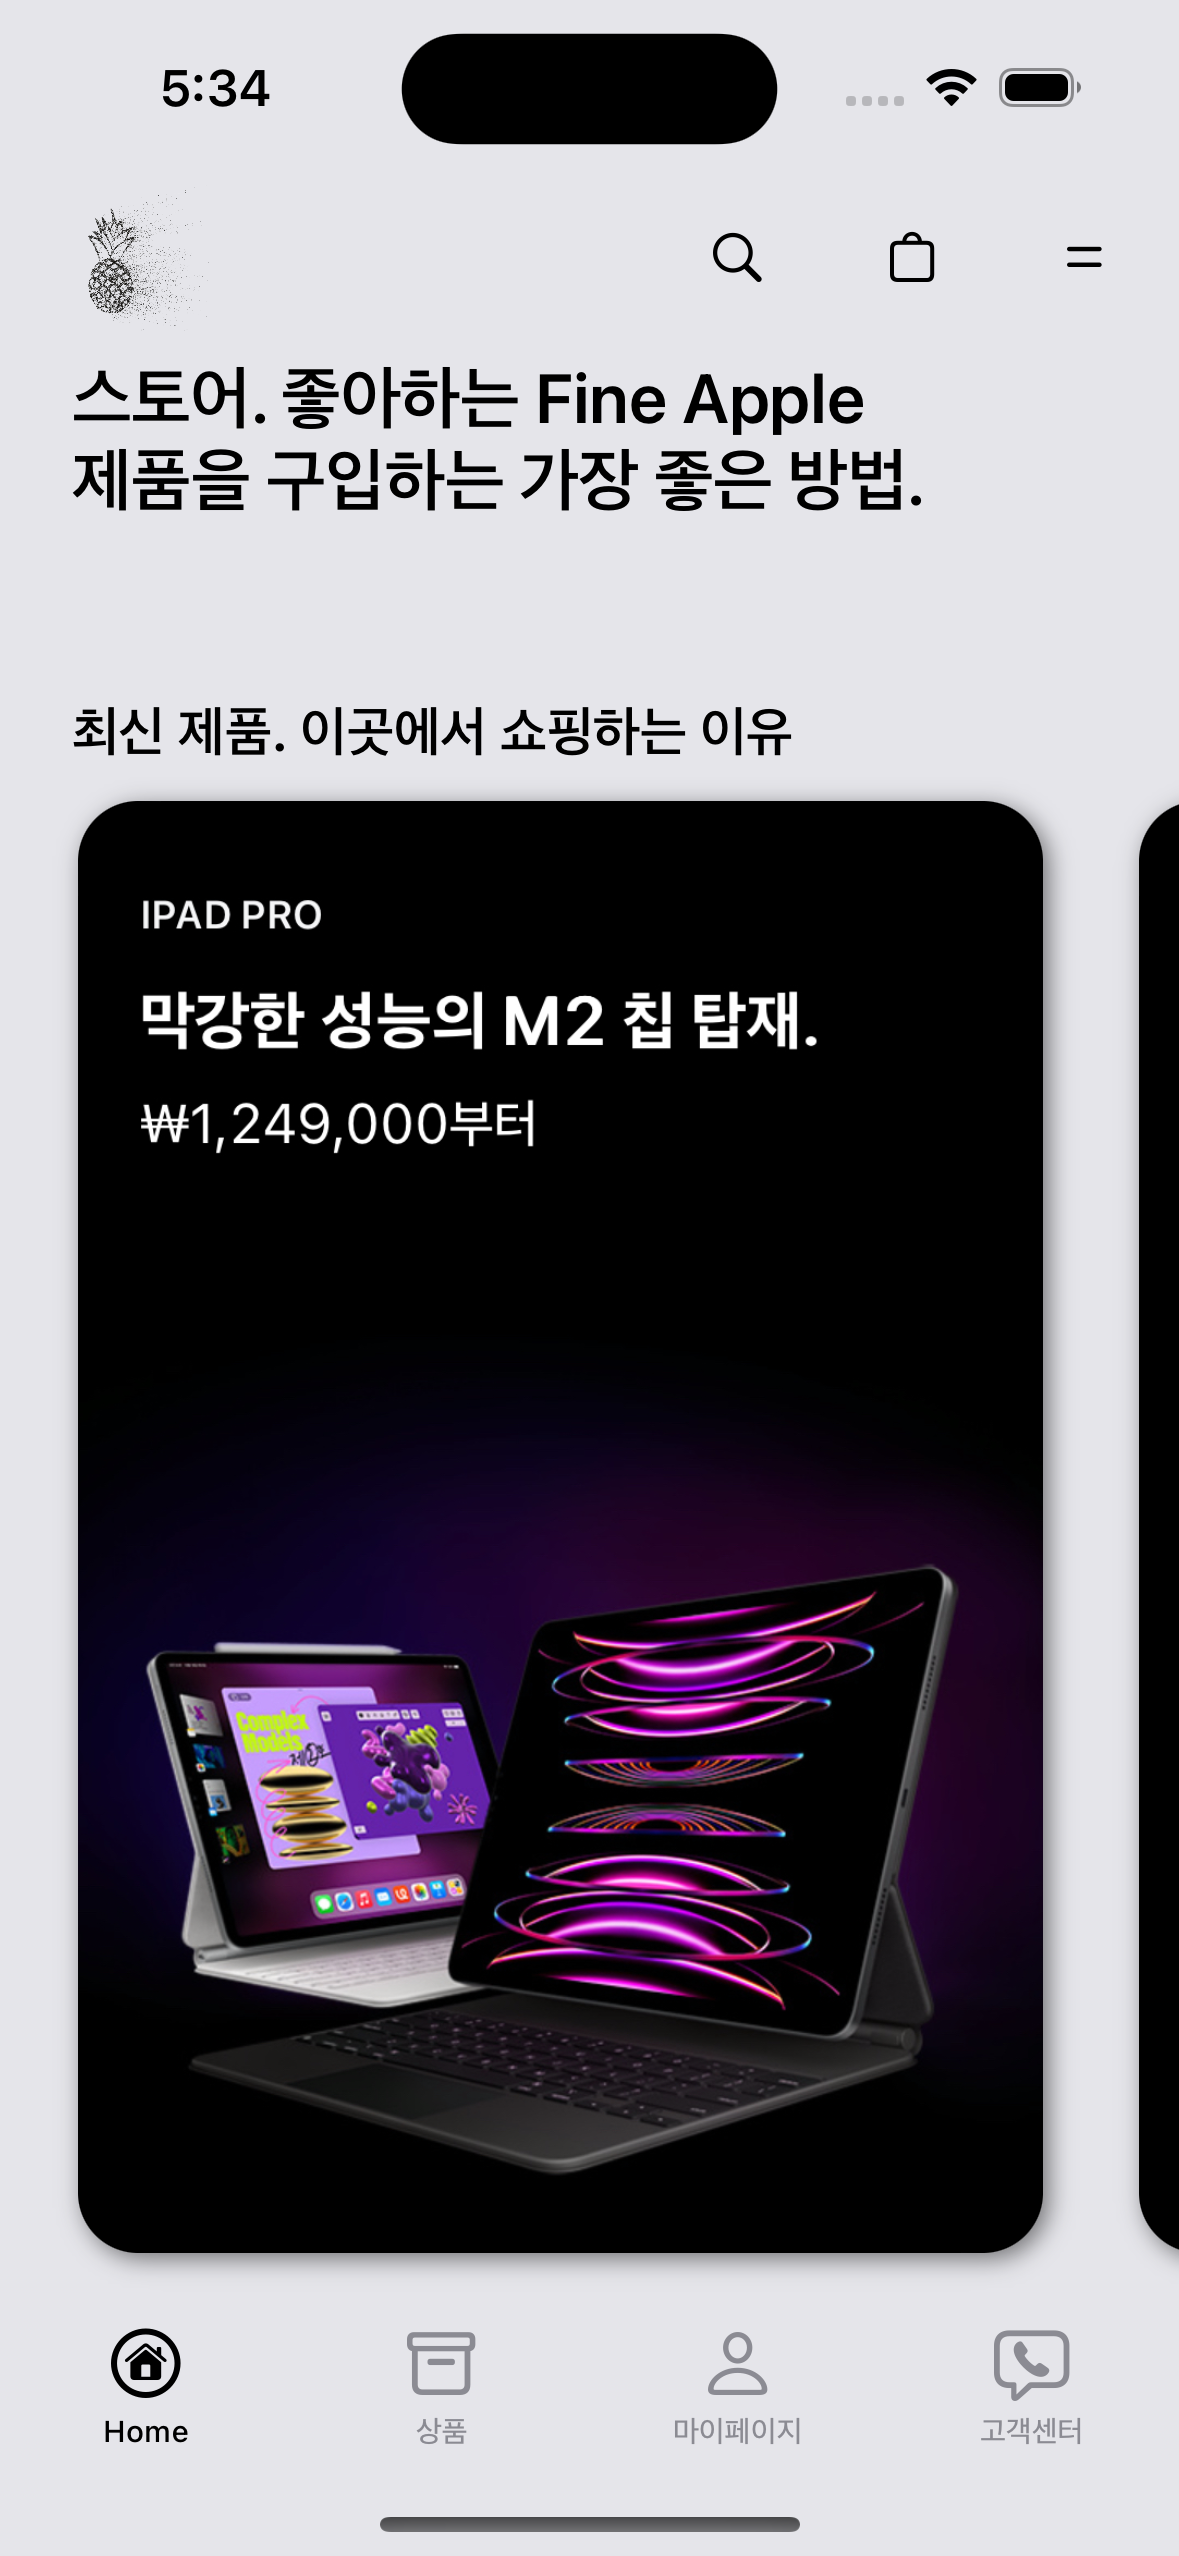 5:34
스토어. 좋아하는 Fine Apple
제품을 구입하는 가장 좋은 방법.
최신 제품. 이곳에서 쇼핑하는 이유
IPAD PRO
막강한 성능의 M2 칩 탑재.
₩1,249,000부터
Complex
Models
Home
상품
마이페이지
고객센터